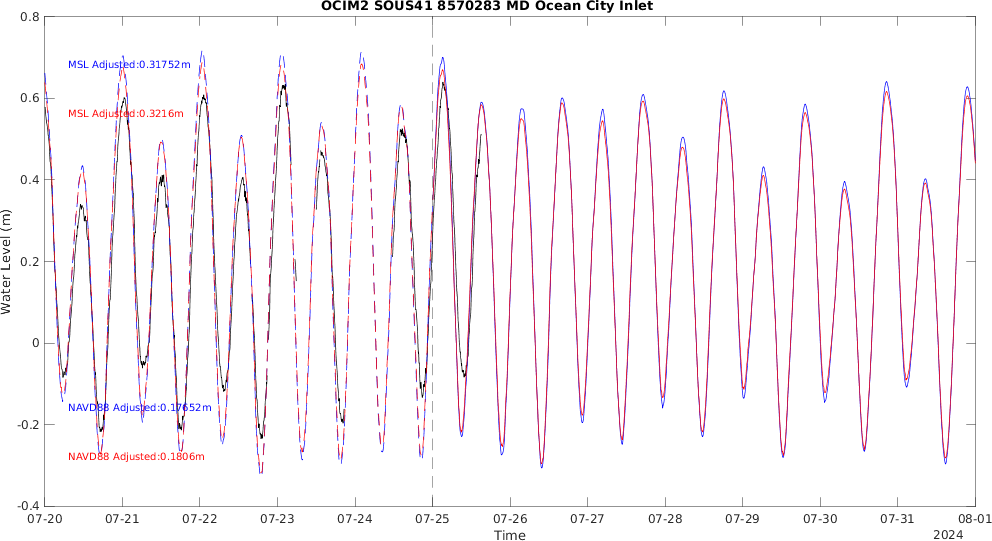 OCIM2 SOUS41 8570283 MD Ocean City Inlet
0.8
0.6
0.4
0.2
0
-0.2
-0.4
Water Level (m)
MSL Adjusted:0.31752m
MSL Adjusted:0.3216m
NAVD88 Adjusted:0.17652m
NAVD88 Adjusted:0.1806m
07-20 07-21 07-22 07-23 07-24 07-25 07-26 07-27 07-28 07-29 07-30 07-31 08-01
Time
2024